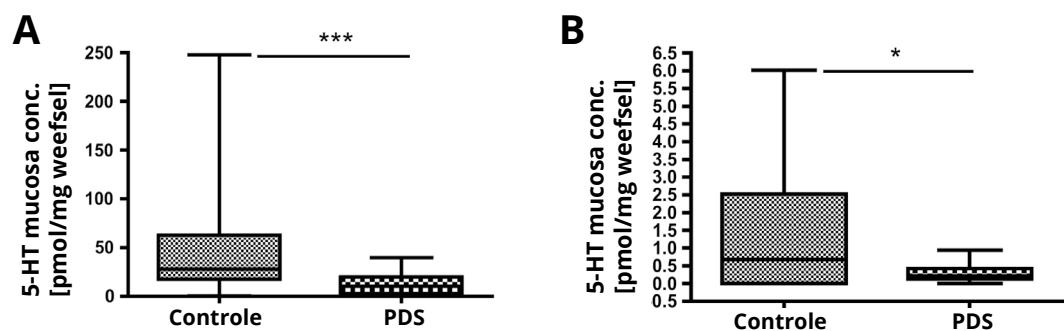 A
***
5-HT mucosa conc.
[pmol/mg weefsel]
250
200
150
100
50
0
Controle
PDS
B
*
5-HT mucosa conc.
[pmol/mg weefsel]
6.5
6.0
5.5
5.0
4.5
4.0
3.5
3.0
2.5
2.0
1.5
1.0
0.5
0.0
0.5
Controle
PDS